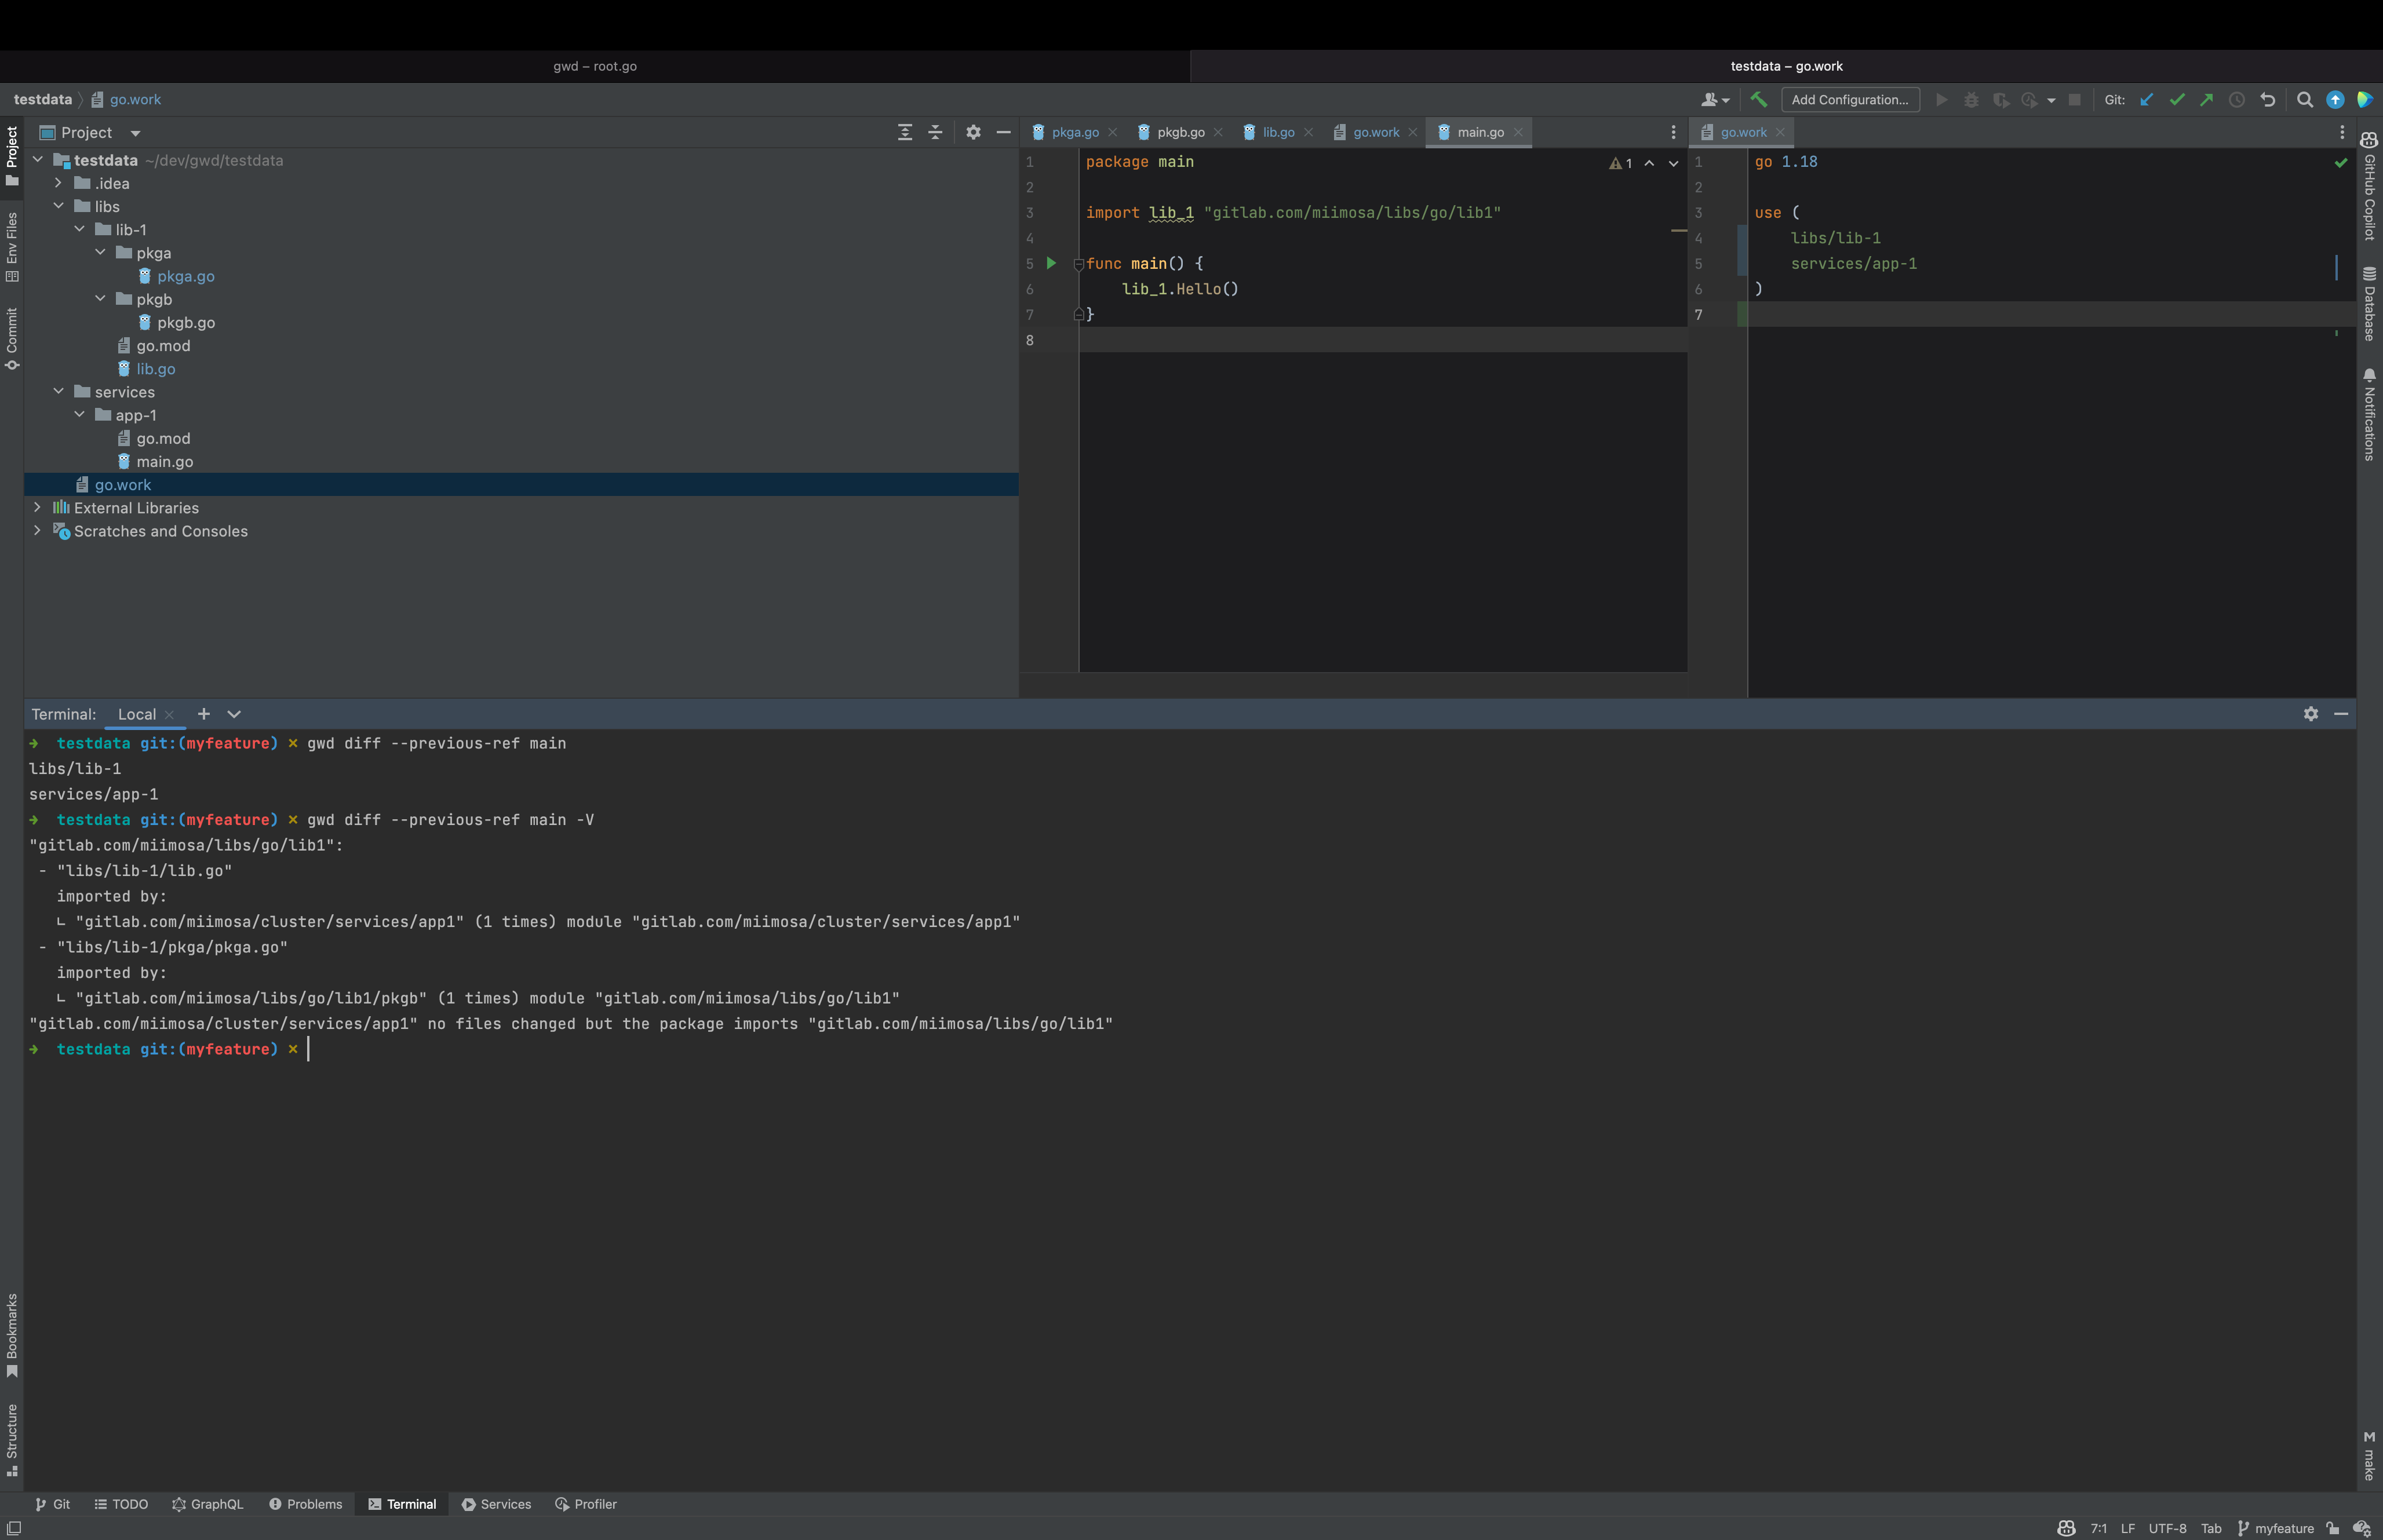 gwd – root.go
testdata – go.work
testdata
go.work
Add Configuration...
Git:
Project
testdata ~/dev/gwd/testdata
.idea
libs
lib-1
pkga
pkga.go
pkgb
pkgb.go
go.mod
lib.go
services
app-1
go.mod
main.go
go.work
External Libraries
Scratches and Consoles
Project
Env Files
Commit
Bookmarks
Structure
pkga.go
pkgb.go
lib.go
go.work
main.go
1 package main
2
3 import lib_1 "gitlab.com/miimosa/libs/go/lib1"
4
5 func main() {
6 lib_1.Hello()
7 }
8
1
go.work
1 go 1.18
2
3 use (
4 libs/lib-1
5 services/app-1
6 )
7
GitHub Copilot
Database
Notifications
M make
Terminal:
Local
➜ testdata git:(myfeature) ✗ gwd diff --previous-ref main
libs/lib-1
services/app-1
➜ testdata git:(myfeature) ✗ gwd diff --previous-ref main -V
"gitlab.com/miimosa/libs/go/lib1":
- "libs/lib-1/lib.go"
imported by:
∟ "gitlab.com/miimosa/cluster/services/app1" (1 times) module "gitlab.com/miimosa/cluster/services/app1"
- "libs/lib-1/pkga/pkga.go"
imported by:
∟ "gitlab.com/miimosa/libs/go/lib1/pkgb" (1 times) module "gitlab.com/miimosa/libs/go/lib1"
"gitlab.com/miimosa/cluster/services/app1" no files changed but the package imports "gitlab.com/miimosa/libs/go/lib1"
➜ testdata git:(myfeature) ✗
Git
TODO
GraphQL
Problems
Terminal
Services
Profiler
7:1 LF UTF-8 Tab myfeature